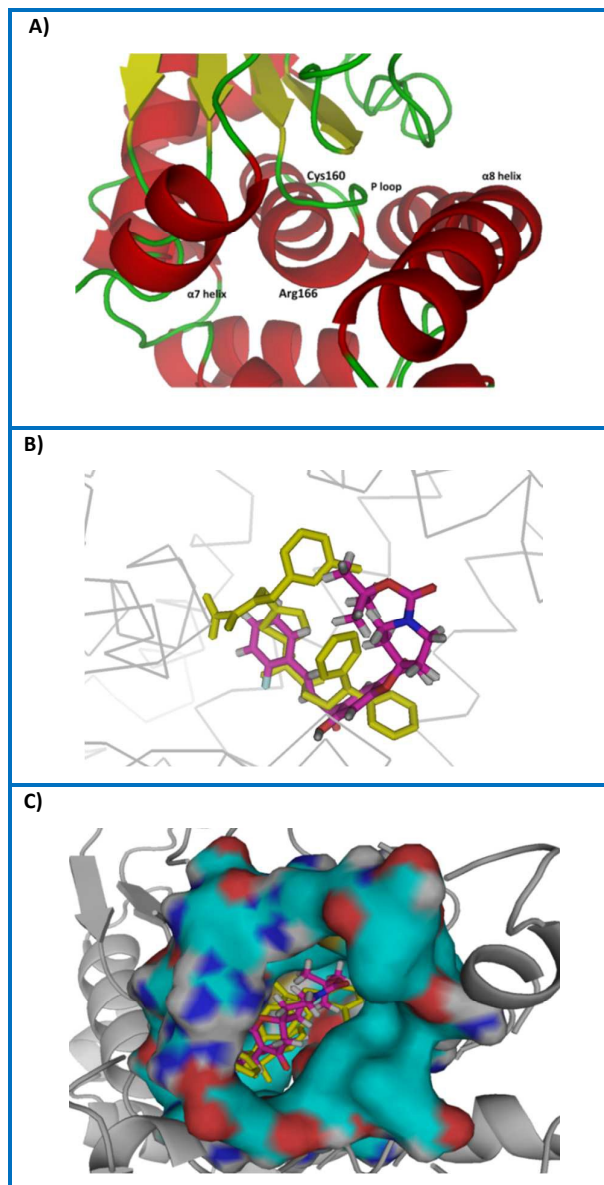 A)
Cys160
P loop
α8 helix
α7 helix
Arg166
B)
C)